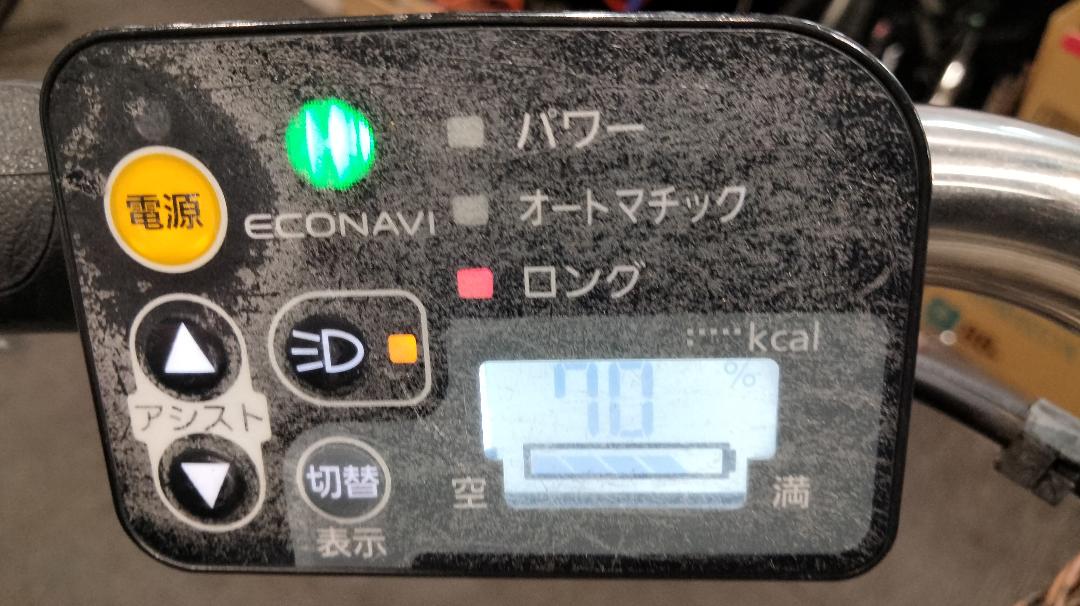 パワー
電源
ECONAVI
オートマチック
ロング
kcal
70 %
アシスト
切替
空
満
表示